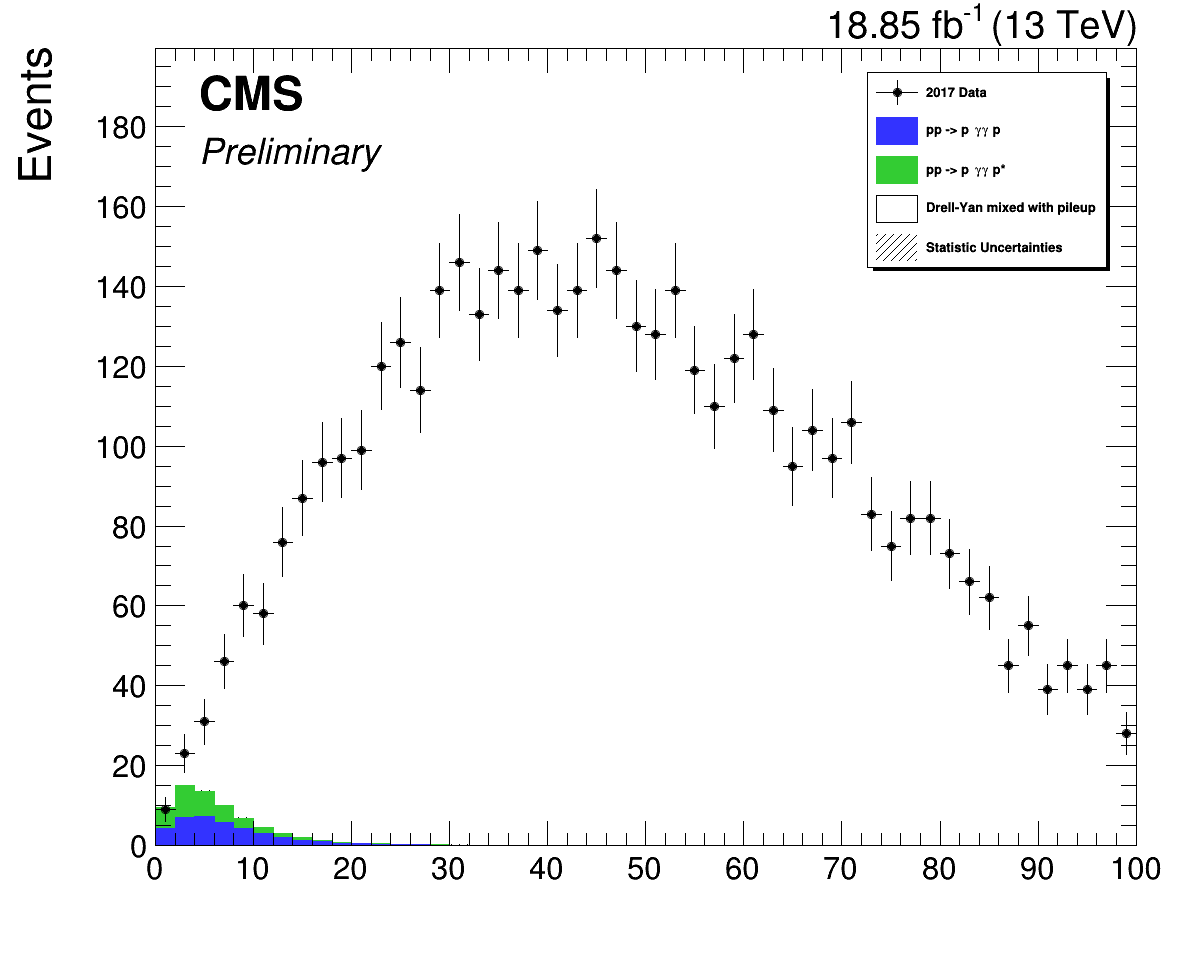 18.85 fb⁻¹ (13 TeV)
Events
CMS
Preliminary
2017 Data
pp -> p γγ p
pp -> p γγ p*
Drell-Yan mixed with pileup
Statistic Uncertainties
180
160
140
120
100
80
60
40
20
0
0 10 20 30 40 50 60 70 80 90 100